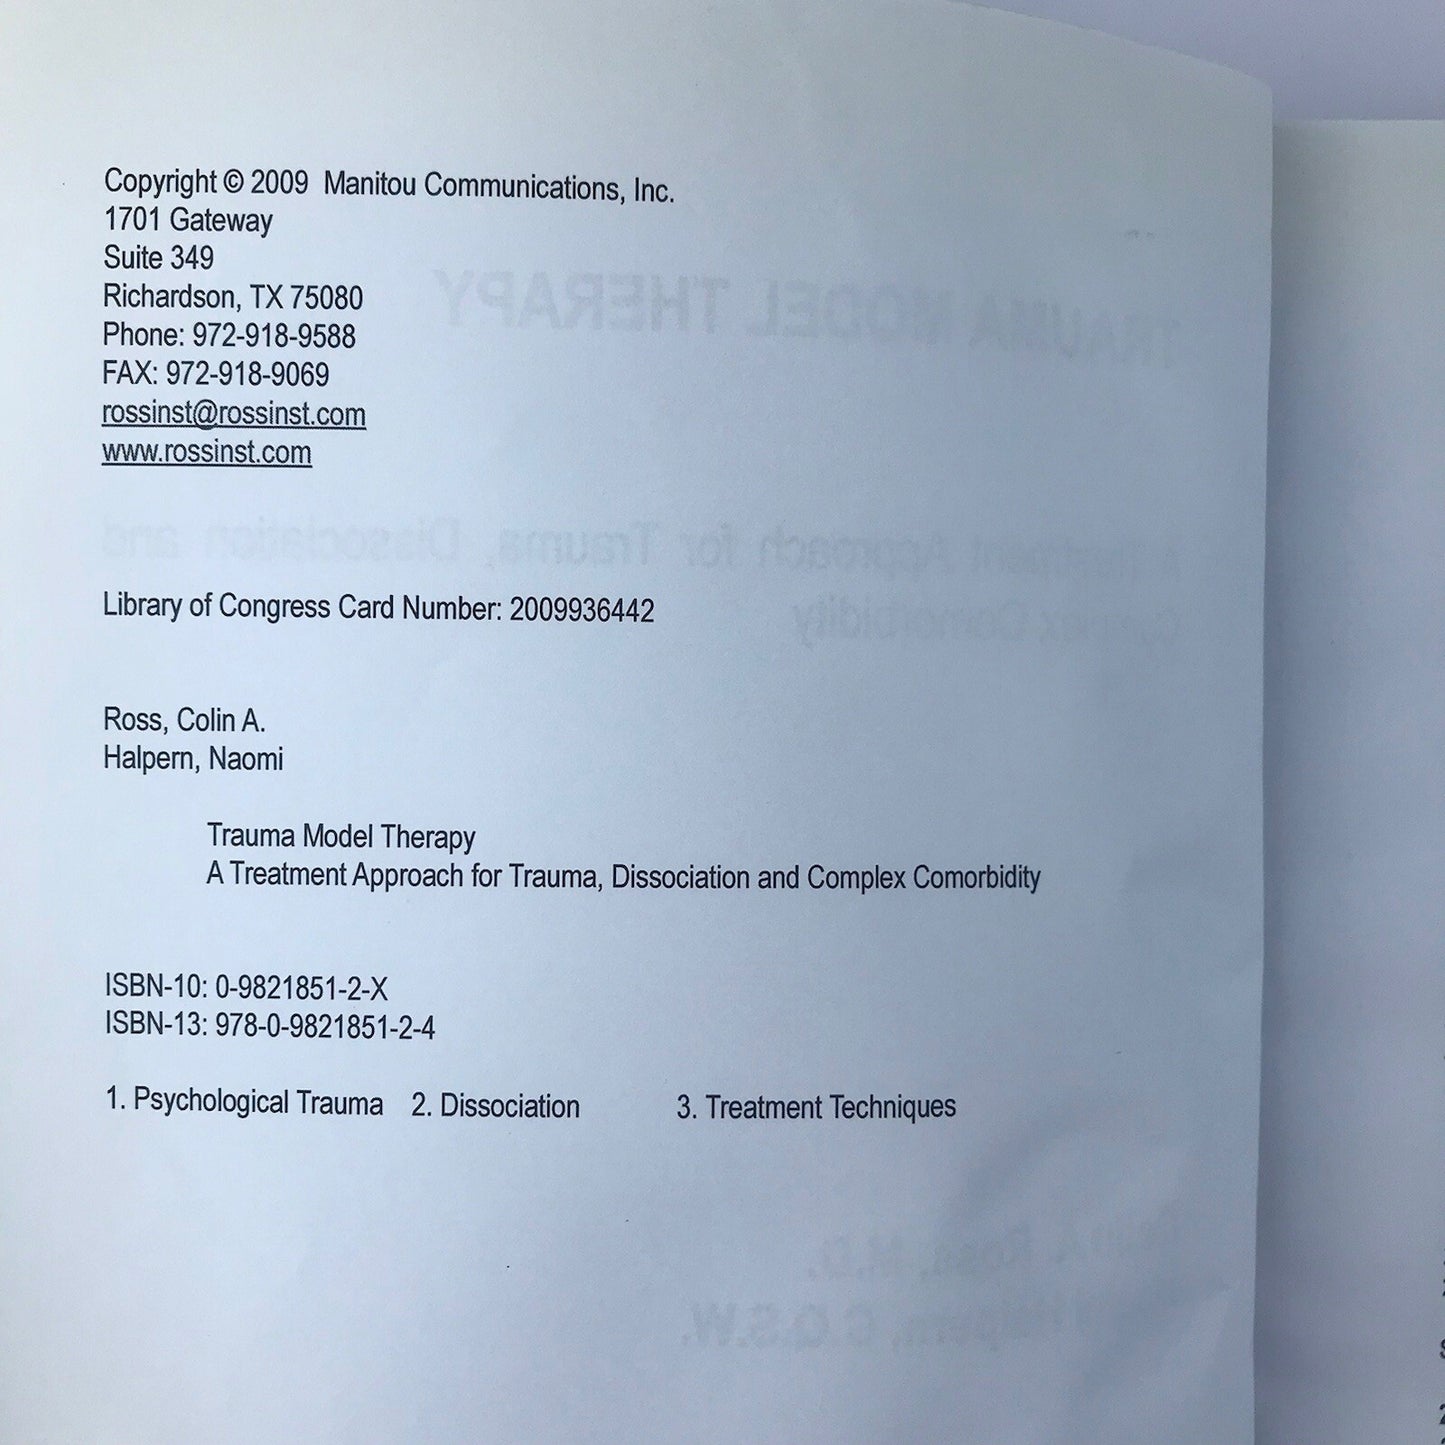 Copyright © 2009 Manitou Communications, Inc.
1701 Gateway
Suite 349
Richardson, TX 75080
Phone: 972-918-9588
FAX: 972-918-9069
rossinst@rossinst.com
www.rossinst.com
Library of Congress Card Number: 2009936442
Ross, Colin A.
Halpern, Naomi
Trauma Model Therapy
A Treatment Approach for Trauma, Dissociation and Complex Comorbidity
ISBN-10: 0-9821851-2-X
ISBN-13: 978-0-9821851-2-4
1. Psychological Trauma 2. Dissociation 3. Treatment Techniques